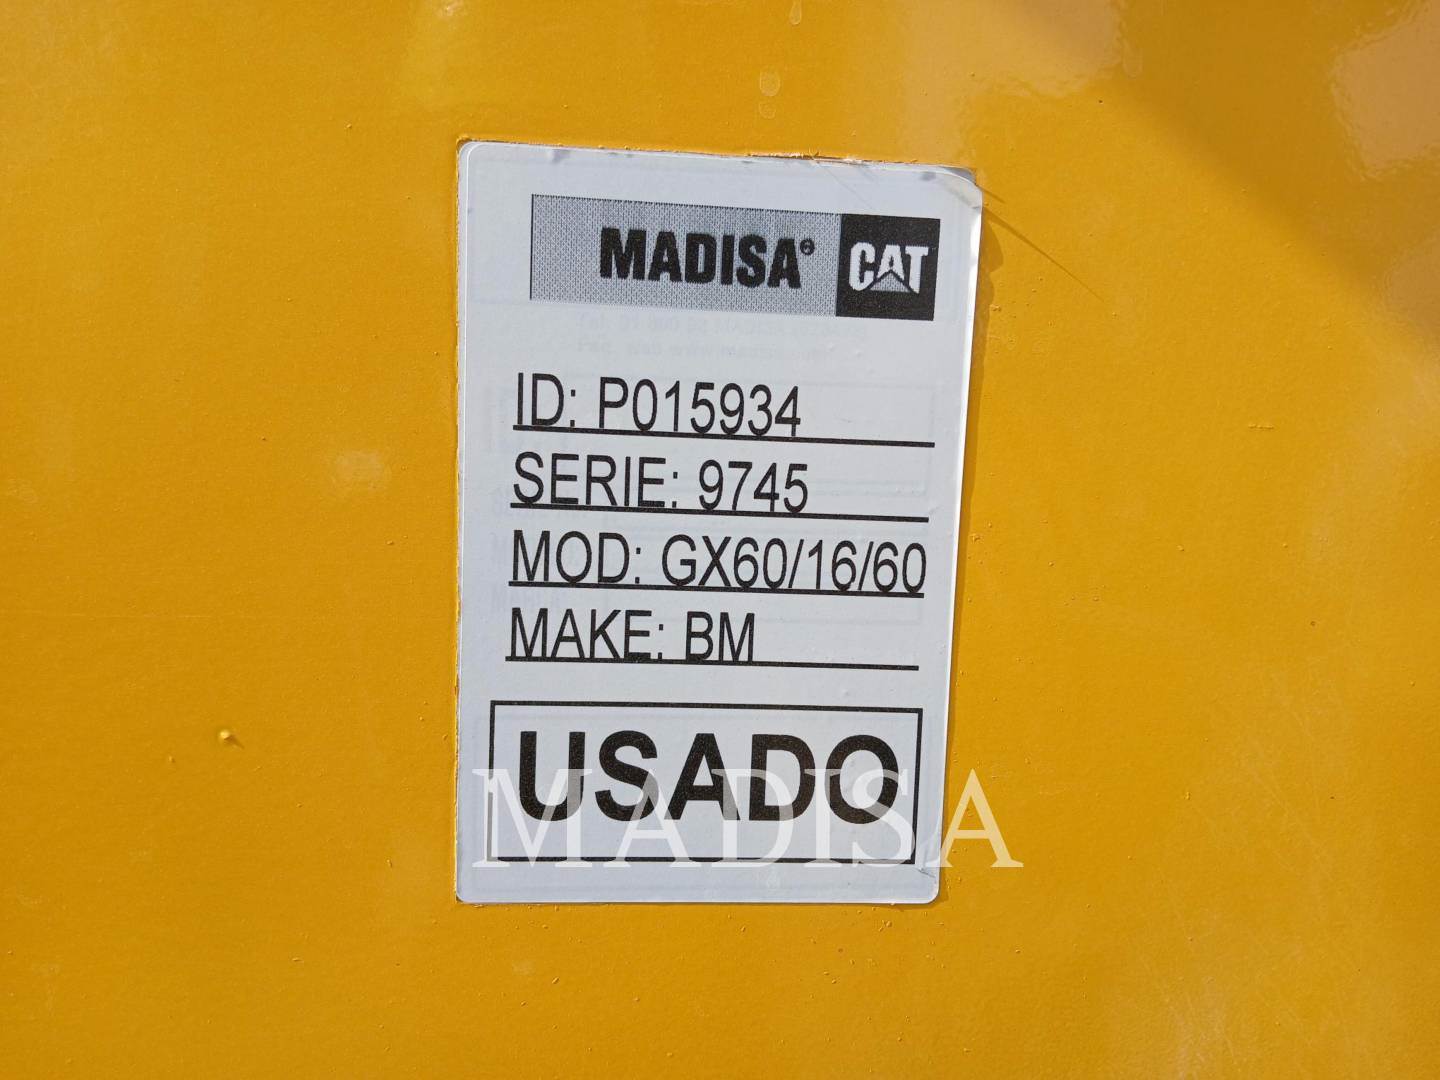 MADISA® CAT
ID: P015934
SERIE: 9745
MOD: GX60/16/60
MAKE: BM
USADO
MADISA